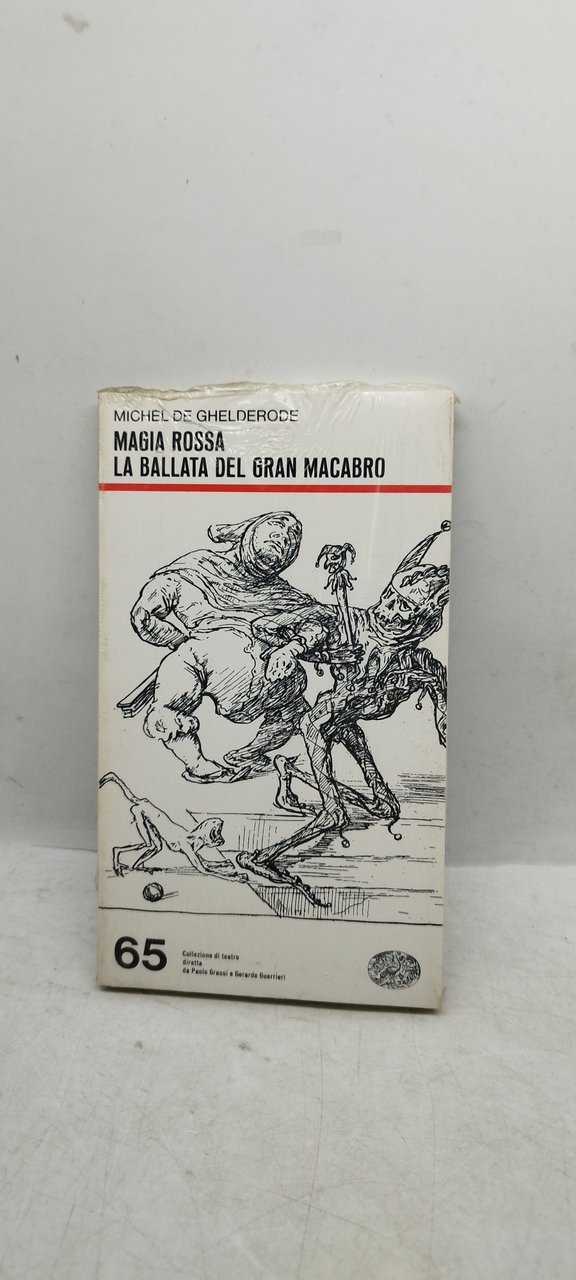 MICHEL DE GHELDERODE
MAGIA ROSSA
LA BALLATA DEL GRAN MACABRO
65
Collezione di teatro
diretta
da Paolo Grassi e Gerardo Guerrieri